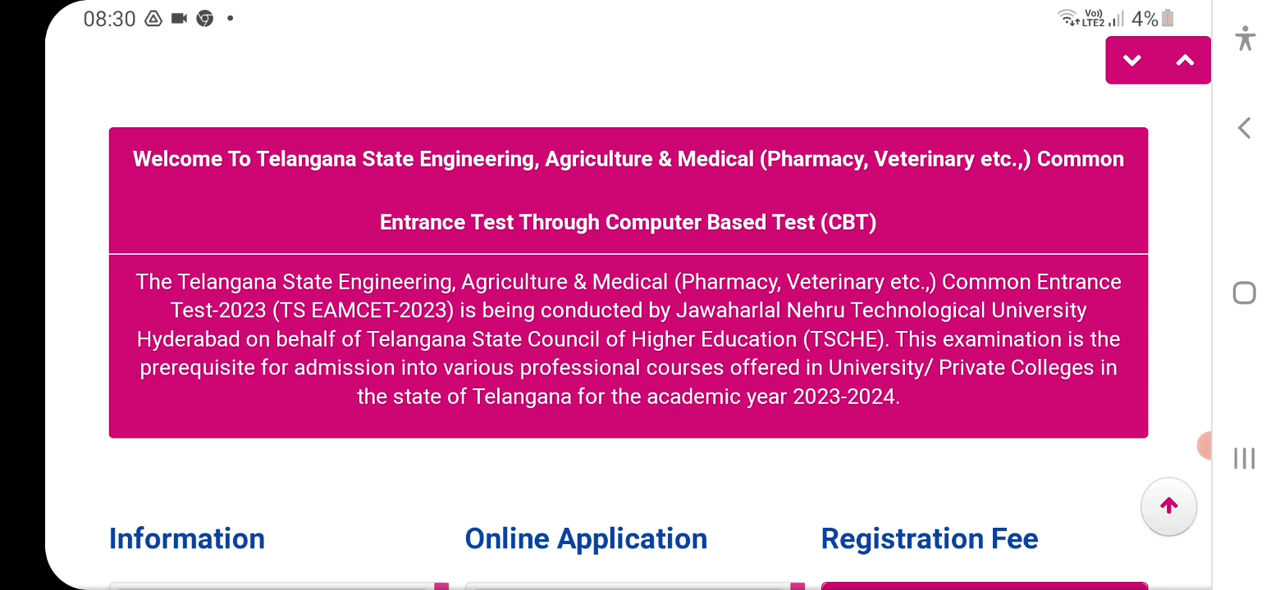 08:30
Vo)) LTE2 4%
Welcome To Telangana State Engineering, Agriculture & Medical (Pharmacy, Veterinary etc.,) Common
Entrance Test Through Computer Based Test (CBT)
The Telangana State Engineering, Agriculture & Medical (Pharmacy, Veterinary etc.,) Common Entrance
Test-2023 (TS EAMCET-2023) is being conducted by Jawaharlal Nehru Technological University
Hyderabad on behalf of Telangana State Council of Higher Education (TSCHE). This examination is the
prerequisite for admission into various professional courses offered in University/ Private Colleges in
the state of Telangana for the academic year 2023-2024.
Information
Online Application
Registration Fee